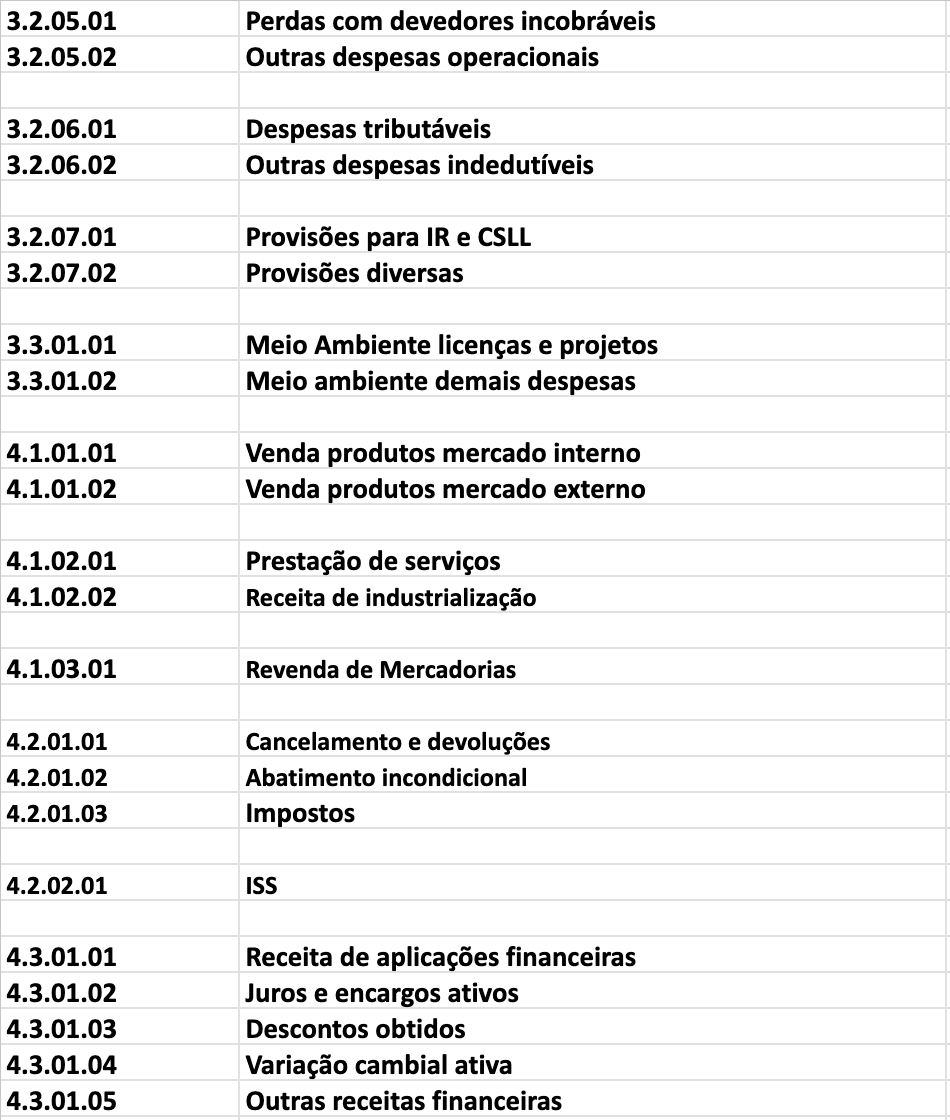 3.2.05.01 Perdas com devedores incobráveis
3.2.05.02 Outras despesas operacionais
3.2.06.01 Despesas tributáveis
3.2.06.02 Outras despesas indedutíveis
3.2.07.01 Provisões para IR e CSLL
3.2.07.02 Provisões diversas
3.3.01.01 Meio Ambiente licenças e projetos
3.3.01.02 Meio ambiente demais despesas
4.1.01.01 Venda produtos mercado interno
4.1.01.02 Venda produtos mercado externo
4.1.02.01 Prestação de serviços
4.1.02.02 Receita de industrialização
4.1.03.01 Revenda de Mercadorias
4.2.01.01 Cancelamento e devoluções
4.2.01.02 Abatimento incondicional
4.2.01.03 Impostos
4.2.02.01 ISS
4.3.01.01 Receita de aplicações financeiras
4.3.01.02 Juros e encargos ativos
4.3.01.03 Descontos obtidos
4.3.01.04 Variação cambial ativa
4.3.01.05 Outras receitas financeiras